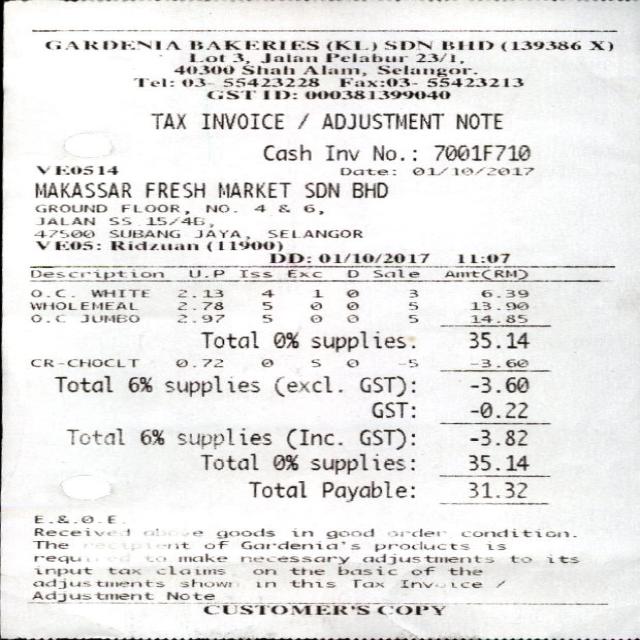 GARDENIA BAKERIES (KL) SDN BHD (139386 X)
Lot 3, Jalan Pelabur 23/1,
40300 Shah Alam, Selangor.
Tel: 03- 55423228 Fax:03- 55423213
GST ID: 000381399040
TAX INVOICE / ADJUSTMENT NOTE
Cash Inv No.: 7001F710
VE0514 Date: 01/10/2017
MAKASSAR FRESH MARKET SDN BHD
GROUND FLOOR, NO. 4 & 6,
JALAN SS 15/4B,
47500 SUBANG JAYA, SELANGOR
VE05: Ridzuan (11900)
DD: 01/10/2017 11:07
Description U.P Iss Exc D Sale Amt(RM)
O.C. WHITE 2.13 4 1 0 3 6.39
WHOLEMEAL 2.78 5 0 0 5 13.90
O.C JUMBO 2.97 5 0 0 5 14.85
Total 0% supplies: 35.14
CR-CHOCLT 0.72 0 5 0 -5 -3.60
Total 6% supplies (excl. GST): -3.60
GST: -0.22
Total 6% supplies (Inc. GST): -3.82
Total 0% supplies: 35.14
Total Payable: 31.32
E.&.O.E.
Received above goods in good order condition.
The recipient of Gardenia's products is
required to make necessary adjustments to its
input tax claims on the basis of the
adjustments shown in this Tax Invoice /
Adjustment Note
CUSTOMER'S COPY